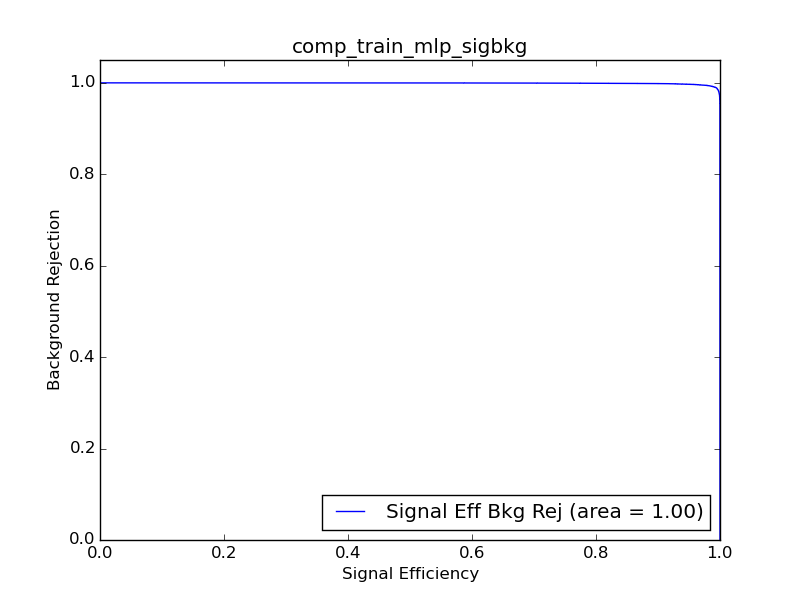 comp_train_mlp_sigbkg
1.0
0.8
0.6
0.4
0.2
0.0
Background Rejection
Signal Eff Bkg Rej (area = 1.00)
0.0 0.2 0.4 0.6 0.8 1.0
Signal Efficiency